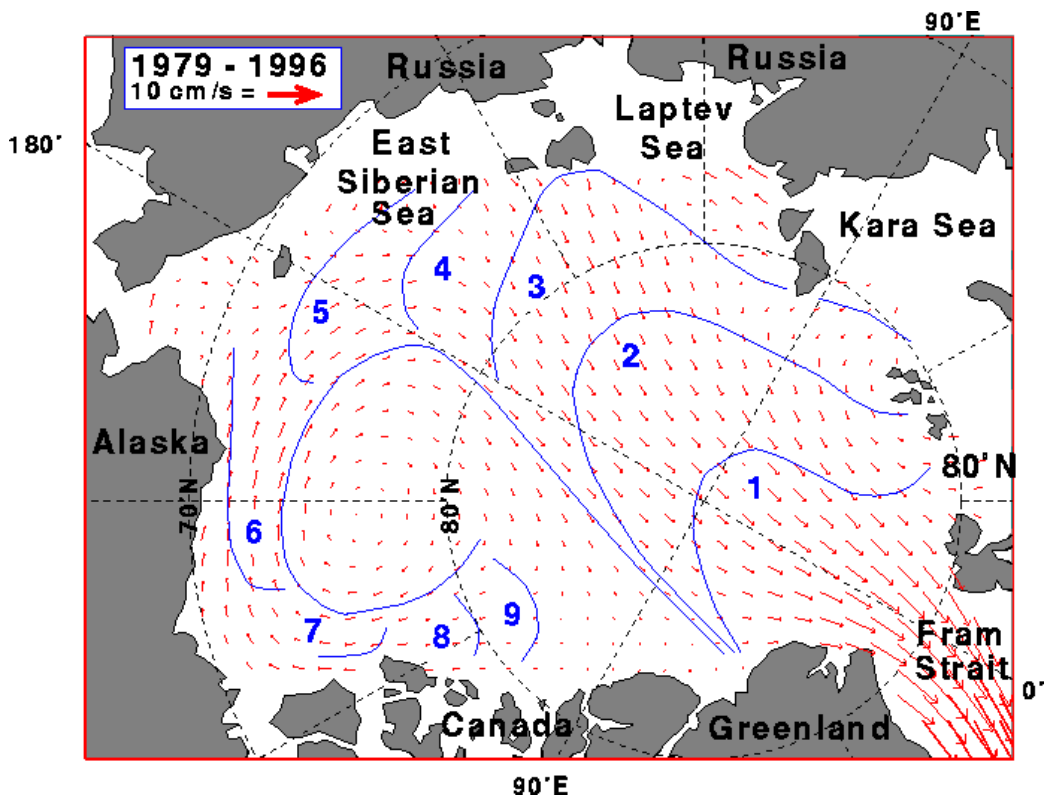 90°E
1979 - 1996
10 cm/s =
Russia
Russia
Laptev
Sea
180°
East
Siberian
Sea
Kara Sea
4
3
5
2
Alaska
1
80°N
70°N
80°N
6
9
7
8
Fram
Strait
0°
Canada
Greenland
90°E